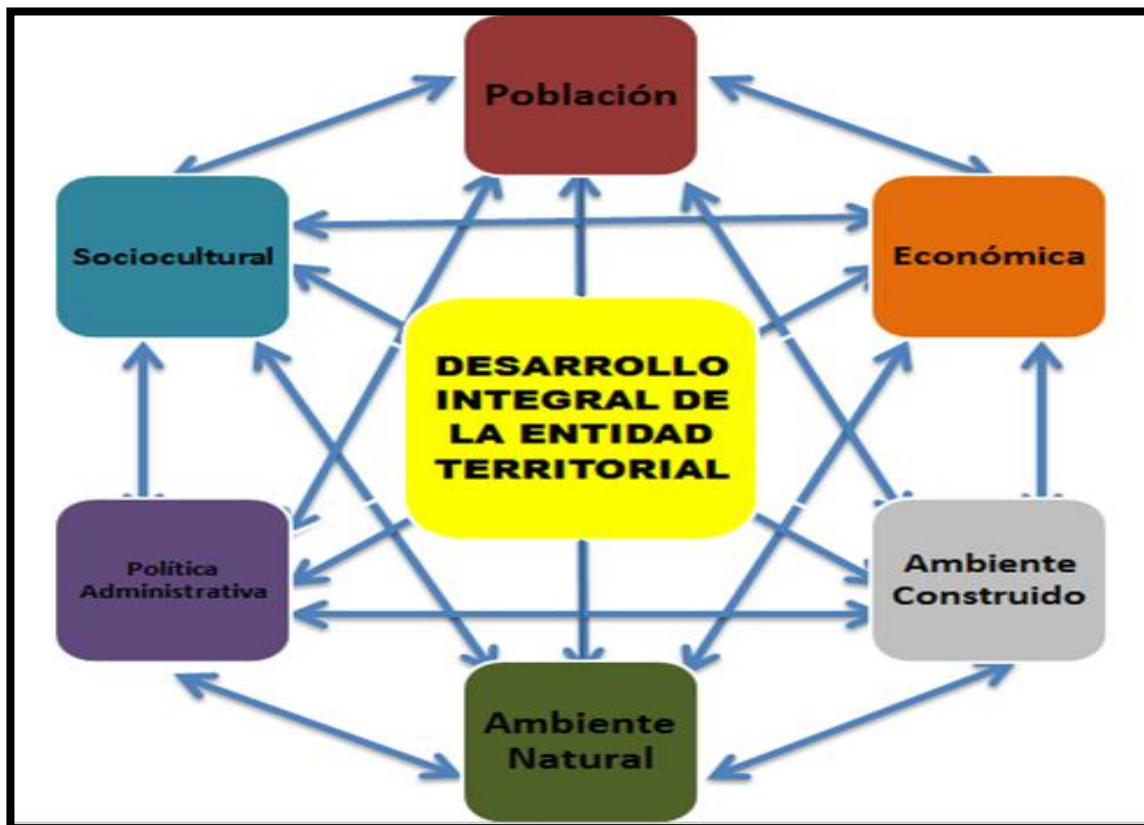 Población
Sociocultural
Económica
DESARROLLO
INTEGRAL DE
LA ENTIDAD
TERRITORIAL
Política
Administrativa
Ambiente
Construido
Ambiente
Natural